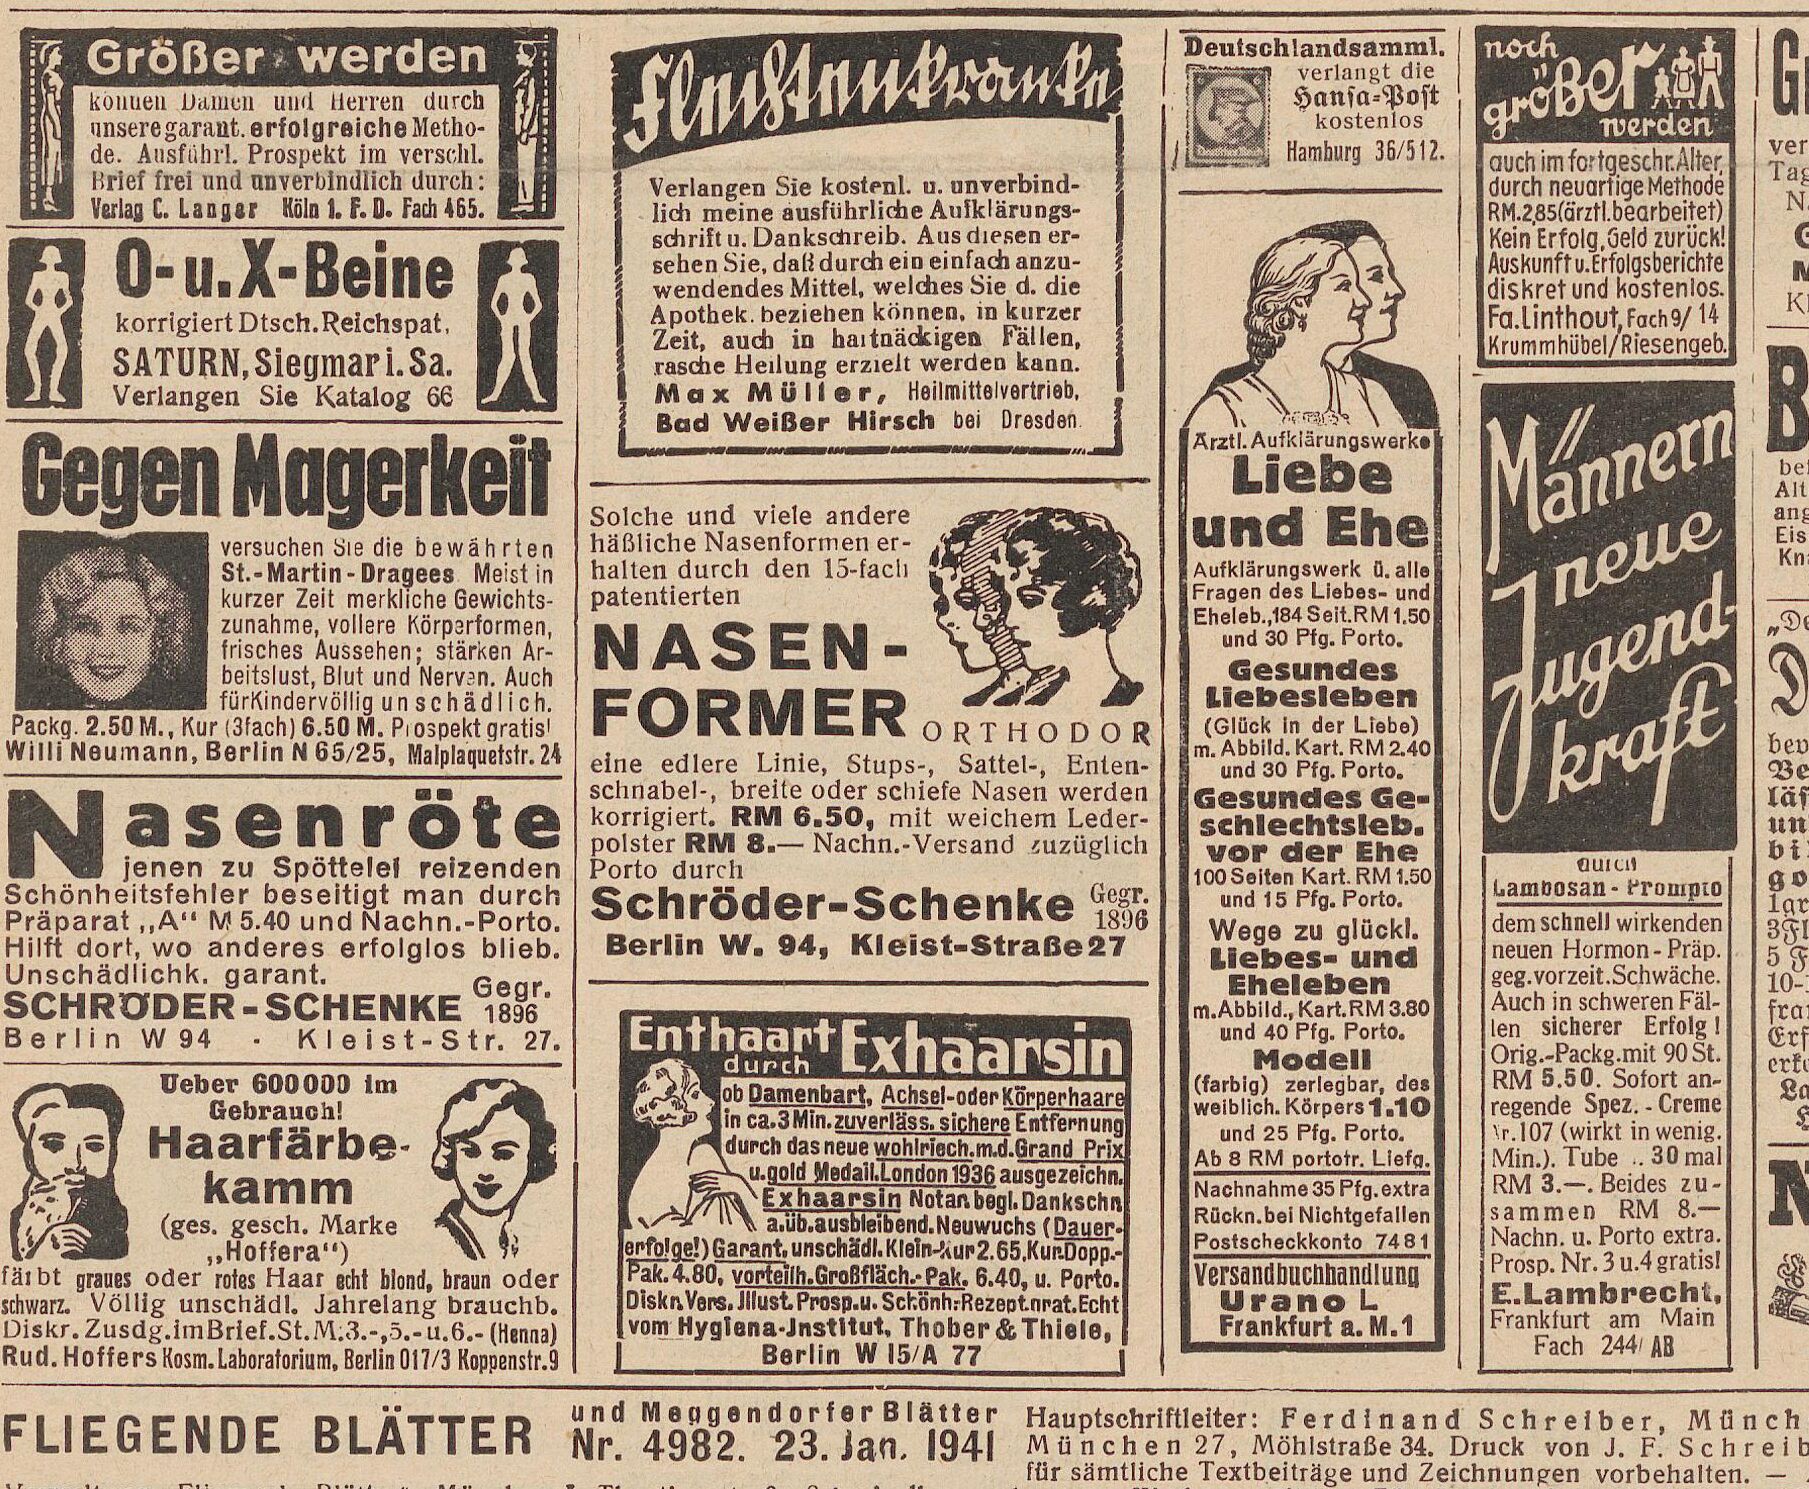 Größer werden
können Damen und Herren durch
unsere garant. erfolgreiche Metho-
de. Ausführl. Prospekt im verschl.
Brief frei und unverbindlich durch:
Verlag C. Langer Köln 1. F. D. Fach 465.
O- u. X-Beine
korrigiert Dtsch. Reichspat,
SATURN, Siegmar i. Sa.
Verlangen Sie Katalog 66
Gegen Magerkeit
versuchen Sie die bewährten
St.-Martin-Dragees Meist in
kurzer Zeit merkliche Gewichts-
zunahme, vollere Körperformen,
frisches Aussehen; stärken Ar-
beitslust, Blut und Nerven. Auch
für Kinder völlig unschädlich.
Packg. 2.50 M., Kur (3fach) 6.50 M. Prospekt gratis!
Willi Neumann, Berlin N 65/25, Malplaquetstr. 24
Nasenröte
jenen zu Spöttelei reizenden
Schönheitsfehler beseitigt man durch
Präparat „A“ M 5.40 und Nachn.-Porto.
Hilft dort, wo anderes erfolglos blieb.
Unschädlichk. garant.
SCHRÖDER-SCHENKE Gegr. 1896
Berlin W 94 · Kleist-Str. 27.
Ueber 600000 im
Gebrauch!
Haarfärbe-
kamm
(ges. gesch. Marke
„Hoffera“)
färbt graues oder rotes Haar echt blond, braun oder
schwarz. Völlig unschädl. Jahrelang brauchb.
Diskr. Zusdg. im Brief. St. M. 3.-, 5.- u. 6.- (Henna)
Rud. Hoffers Kosm. Laboratorium, Berlin O17/3 Koppenstr. 9
Flechtenkranke
Verlangen Sie kostenl. u. unverbind-
lich meine ausführliche Aufklärungs-
schrift u. Dankschreib. Aus diesen er-
sehen Sie, daß durch ein einfach anzu-
wendendes Mittel, welches Sie d. die
Apothek. beziehen können, in kurzer
Zeit, auch in hartnäckigen Fällen,
rasche Heilung erzielt werden kann.
Max Müller, Heilmittelvertrieb,
Bad Weißer Hirsch bei Dresden.
Solche und viele andere
häßliche Nasenformen er-
halten durch den 15-fach
patentierten
NASEN-
FORMER ORTHODOR
eine edlere Linie, Stups-, Sattel-, Enten-
schnabel-, breite oder schiefe Nasen werden
korrigiert. RM 6.50, mit weichem Leder-
polster RM 8.— Nachn.-Versand zuzüglich
Porto durch
Schröder-Schenke Gegr. 1896
Berlin W. 94, Kleist-Straße 27
Enthaart durch Exhaarsin
ob Damenbart, Achsel- oder Körperhaare
in ca. 3 Min. zuverläss. sichere Entfernung
durch das neue wohlriech. m. d. Grand Prix
u. gold Medail. London 1936 ausgezeichn.
Exhaarsin Notar. begl. Dankschn
a. üb. ausbleibend. Neuwuchs (Dauer-
erfolge!) Garant. unschädl. Klein-Kur 2.65, Kur. Dopp.-
Pak. 4.80, vorteilh. Großfläch.-Pak. 6.40, u. Porto.
Diskr. Vers. Jllust. Prosp. u. Schönh.-Rezept. nrat. Echt
vom Hygiena-Jnstitut, Thober & Thiele,
Berlin W 15/A 77
Deutschlandsamml.
verlangt die
Hansa-Post
kostenlos
Hamburg 36/512.
Ärztl. Aufklärungswerke
Liebe
und Ehe
Aufklärungswerk ü. alle
Fragen des Liebes- und
Eheleb., 184 Seit. RM 1.50
und 30 Pfg. Porto.
Gesundes
Liebesleben
(Glück in der Liebe)
m. Abbild. Kart. RM 2.40
und 30 Pfg. Porto.
Gesundes Ge-
schlechtsleb.
vor der Ehe
100 Seiten Kart. RM 1.50
und 15 Pfg. Porto.
Wege zu glückl.
Liebes- und
Eheleben
m. Abbild., Kart. RM 3.80
und 40 Pfg. Porto.
Modell
(farbig) zerlegbar, des
weiblich. Körpers 1.10
und 25 Pfg. Porto.
Ab 8 RM portofr. Liefg.
Nachnahme 35 Pfg. extra
Rückn. bei Nichtgefallen
Postscheckkonto 7481
Versandbuchhandlung
Urano L
Frankfurt a. M. 1
noch
größer
werden
auch im fortgeschr. Alter,
durch neuartige Methode
RM. 2,85 (ärztl. bearbeitet)
Kein Erfolg, Geld zurück!
Auskunft u. Erfolgsberichte
diskret und kostenlos.
Fa. Linthout, Fach 9/ 14
Krummhübel/Riesengeb.
Männern
neue
Jugend-
kraft
durch
Lambosan-Prompto
dem schnell wirkenden
neuen Hormon-Präp.
geg. vorzeit. Schwäche.
Auch in schweren Fäl-
len sicherer Erfolg!
Orig.-Packg. mit 90 St.
RM 5.50. Sofort an-
regende Spez.-Creme
Nr. 107 (wirkt in wenig.
Min.). Tube .. 30 mal
RM 3.—. Beides zu-
sammen RM 8.—
Nachn. u. Porto extra.
Prosp. Nr. 3 u. 4 gratis!
E. Lambrecht,
Frankfurt am Main
Fach 244/ AB
FLIEGENDE BLÄTTER
und Meggendorfer Blätter
Nr. 4982. 23. Jan. 1941
Hauptschriftleiter: Ferdinand Schreiber, Münch
München 27, Möhlstraße 34. Druck von J. F. Schreib
für sämtliche Textbeiträge und Zeichnungen vorbehalten. —